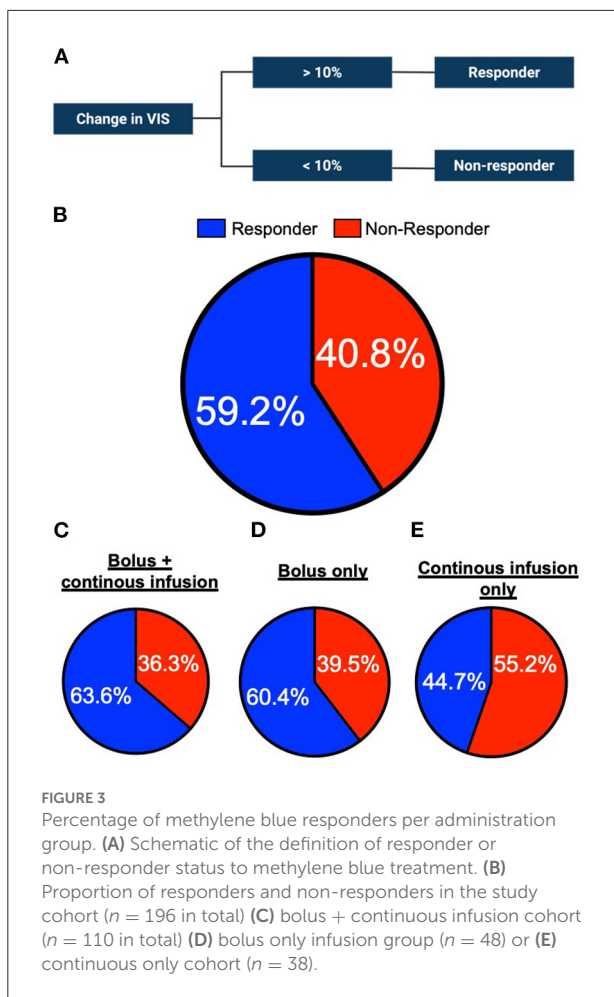 A
> 10%
Responder
Change in VIS
< 10%
Non-responder
B
Responder
Non-Responder
40.8%
59.2%
C
Bolus +
continous infusion
36.3%
63.6%
D
Bolus only
39.5%
60.4%
E
Continous infusion
only
55.2%
44.7%
FIGURE 3
Percentage of methylene blue responders per administration
group. (A) Schematic of the definition of responder or
non-responder status to methylene blue treatment. (B)
Proportion of responders and non-responders in the study
cohort (n = 196 in total) (C) bolus + continuous infusion cohort
(n = 110 in total) (D) bolus only infusion group (n = 48) or (E)
continuous only cohort (n = 38).